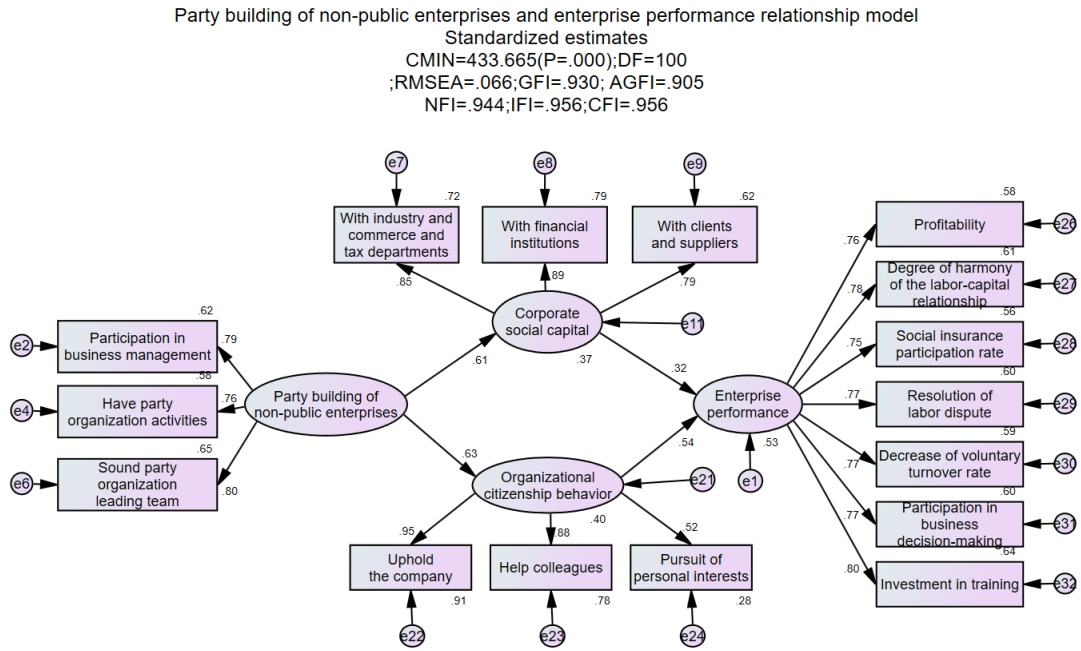 Party building of non-public enterprises and enterprise performance relationship model
Standardized estimates
CMIN=433.665(P=.000);DF=100
;RMSEA=.066;GFI=.930; AGFI=.905
NFI=.944;IFI=.956;CFI=.956
e7
e8
e9
.72
.79
.62
With industry and
commerce and
tax departments
With financial
institutions
With clients
and suppliers
.85
.89
.79
Corporate
social capital
e11
.37
.61
.32
.62
e2
Participation in
business management
.79
.58
e4
Have party
organization activities
.76
.65
e6
Sound party
organization
leading team
.80
Party building of
non-public enterprises
.63
Organizational
citizenship behavior
e21
.40
.54
Enterprise
performance
.53
e1
.95
.88
.52
Uphold
the company
Help colleagues
Pursuit of
personal interests
.91
.78
.28
e22
e23
e24
.58
.76
Profitability
e26
.61
.78
Degree of harmony
of the labor-capital
relationship
e27
.56
.75
Social insurance
participation rate
e28
.60
.77
Resolution of
labor dispute
e29
.59
.77
Decrease of voluntary
turnover rate
e30
.60
.77
Participation in
business
decision-making
e31
.64
.80
Investment in training
e32